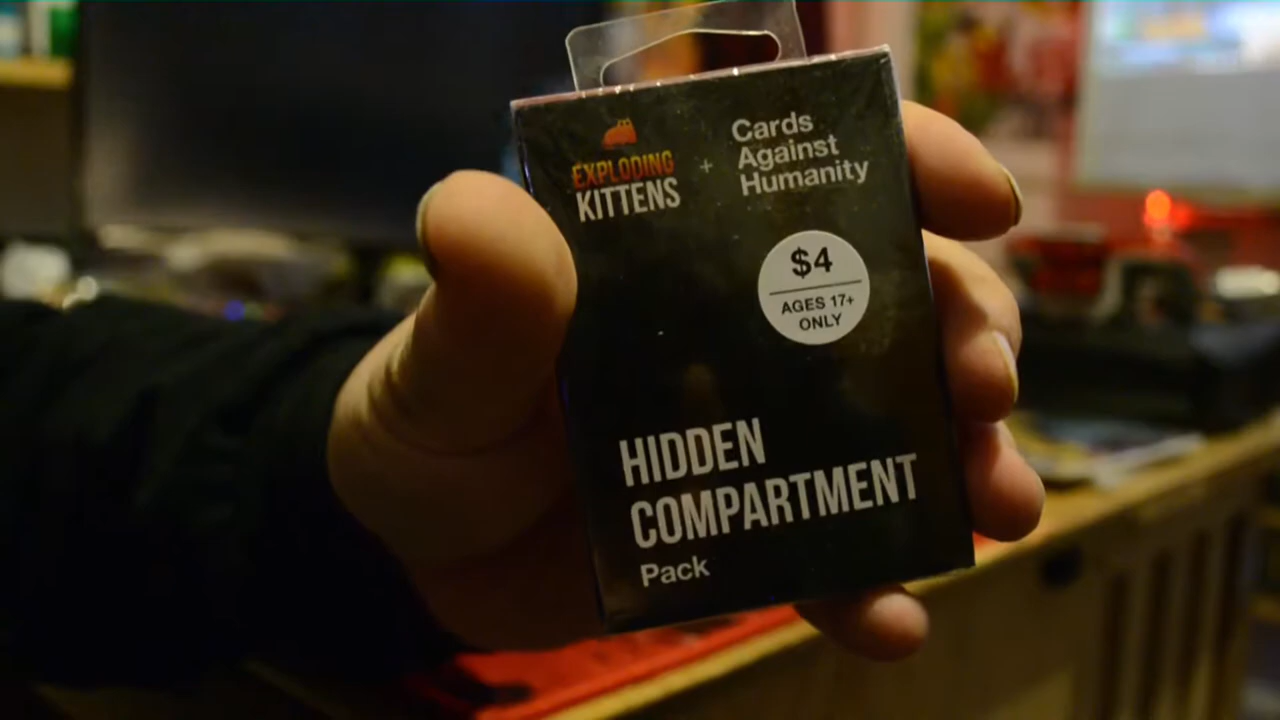 EXPLODING
KITTENS
+
Cards
Against
Humanity
$4
AGES 17+
ONLY
HIDDEN
COMPARTMENT
Pack